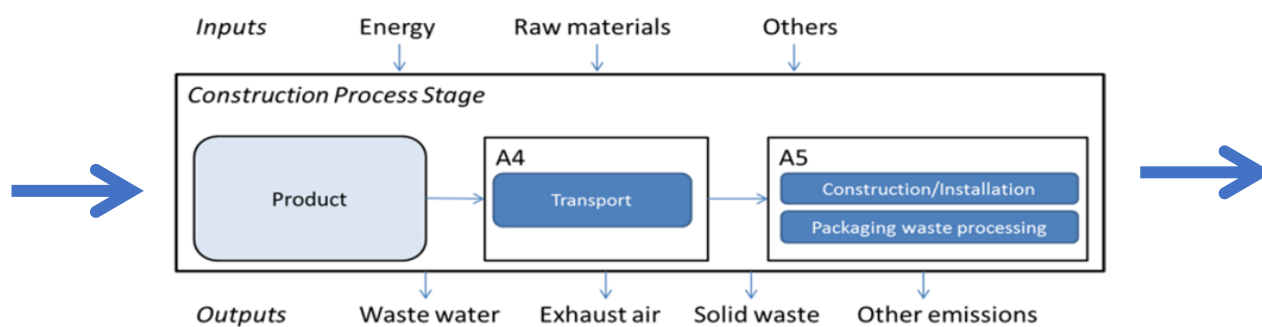 Inputs Energy Raw materials Others
Construction Process Stage
A4
A5
Product
Transport
Construction/Installation
Packaging waste processing
Outputs Waste water Exhaust air Solid waste Other emissions